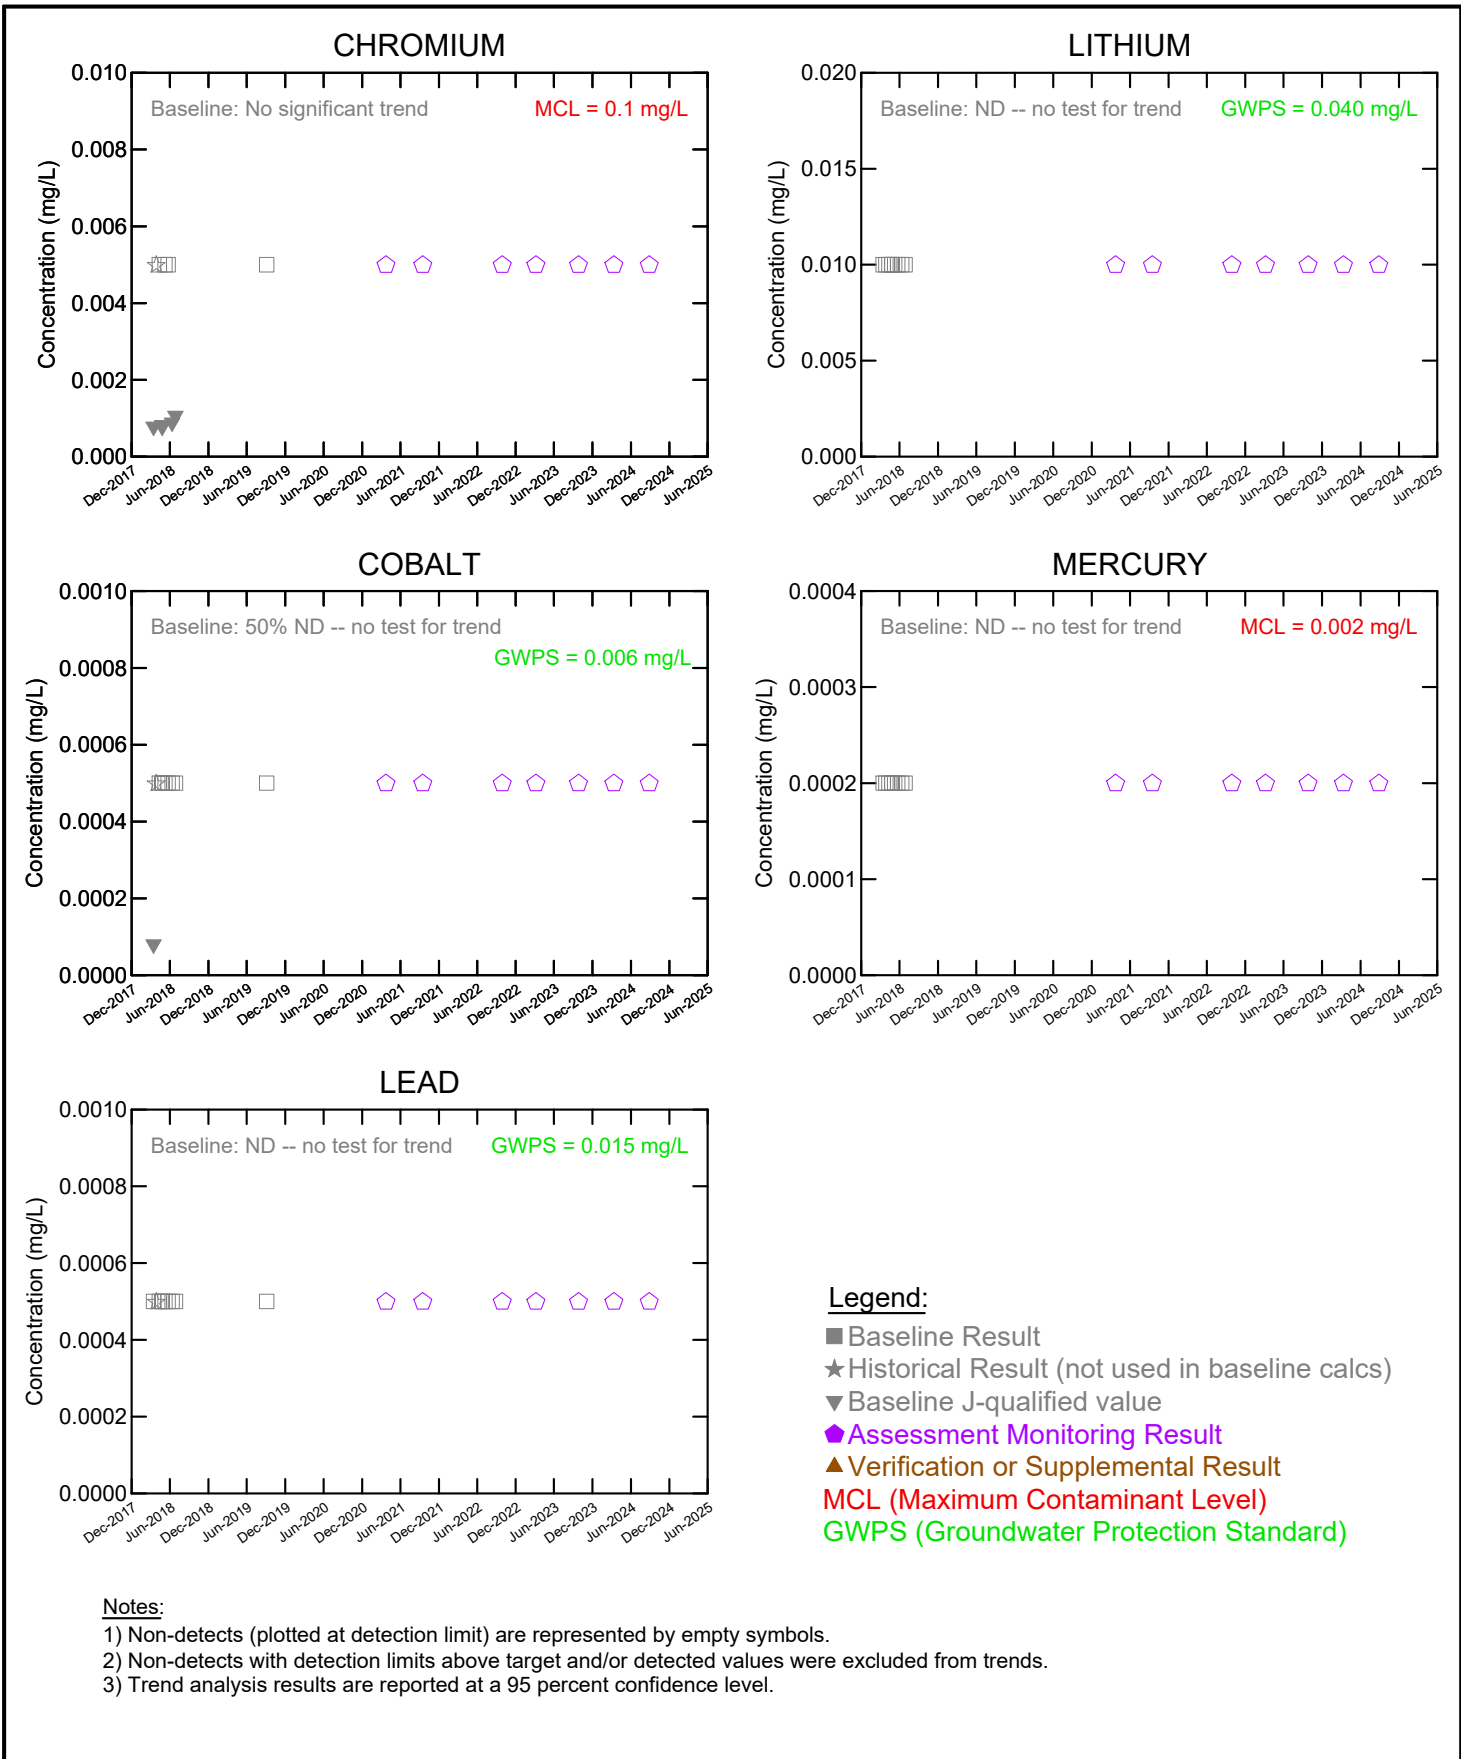 CHROMIUM
Concentration (mg/L)
0.010
0.008
0.006
0.004
0.002
0.000
Baseline: No significant trend
MCL = 0.1 mg/L
Dec-2017
Jun-2018
Dec-2018
Jun-2019
Dec-2019
Jun-2020
Dec-2020
Jun-2021
Dec-2021
Jun-2022
Dec-2022
Jun-2023
Dec-2023
Jun-2024
Dec-2024
Jun-2025
LITHIUM
Concentration (mg/L)
0.020
0.015
0.010
0.005
0.000
Baseline: ND -- no test for trend
GWPS = 0.040 mg/L
Dec-2017
Jun-2018
Dec-2018
Jun-2019
Dec-2019
Jun-2020
Dec-2020
Jun-2021
Dec-2021
Jun-2022
Dec-2022
Jun-2023
Dec-2023
Jun-2024
Dec-2024
Jun-2025
COBALT
Concentration (mg/L)
0.0010
0.0008
0.0006
0.0004
0.0002
0.0000
Baseline: 50% ND -- no test for trend
GWPS = 0.006 mg/L
Dec-2017
Jun-2018
Dec-2018
Jun-2019
Dec-2019
Jun-2020
Dec-2020
Jun-2021
Dec-2021
Jun-2022
Dec-2022
Jun-2023
Dec-2023
Jun-2024
Dec-2024
Jun-2025
MERCURY
Concentration (mg/L)
0.0004
0.0003
0.0002
0.0001
0.0000
Baseline: ND -- no test for trend
MCL = 0.002 mg/L
Dec-2017
Jun-2018
Dec-2018
Jun-2019
Dec-2019
Jun-2020
Dec-2020
Jun-2021
Dec-2021
Jun-2022
Dec-2022
Jun-2023
Dec-2023
Jun-2024
Dec-2024
Jun-2025
LEAD
Concentration (mg/L)
0.0010
0.0008
0.0006
0.0004
0.0002
0.0000
Baseline: ND -- no test for trend
GWPS = 0.015 mg/L
Dec-2017
Jun-2018
Dec-2018
Jun-2019
Dec-2019
Jun-2020
Dec-2020
Jun-2021
Dec-2021
Jun-2022
Dec-2022
Jun-2023
Dec-2023
Jun-2024
Dec-2024
Jun-2025
Legend:
Baseline Result
Historical Result (not used in baseline calcs)
Baseline J-qualified value
Assessment Monitoring Result
Verification or Supplemental Result
MCL (Maximum Contaminant Level)
GWPS (Groundwater Protection Standard)
Notes:
1) Non-detects (plotted at detection limit) are represented by empty symbols.
2) Non-detects with detection limits above target and/or detected values were excluded from trends.
3) Trend analysis results are reported at a 95 percent confidence level.